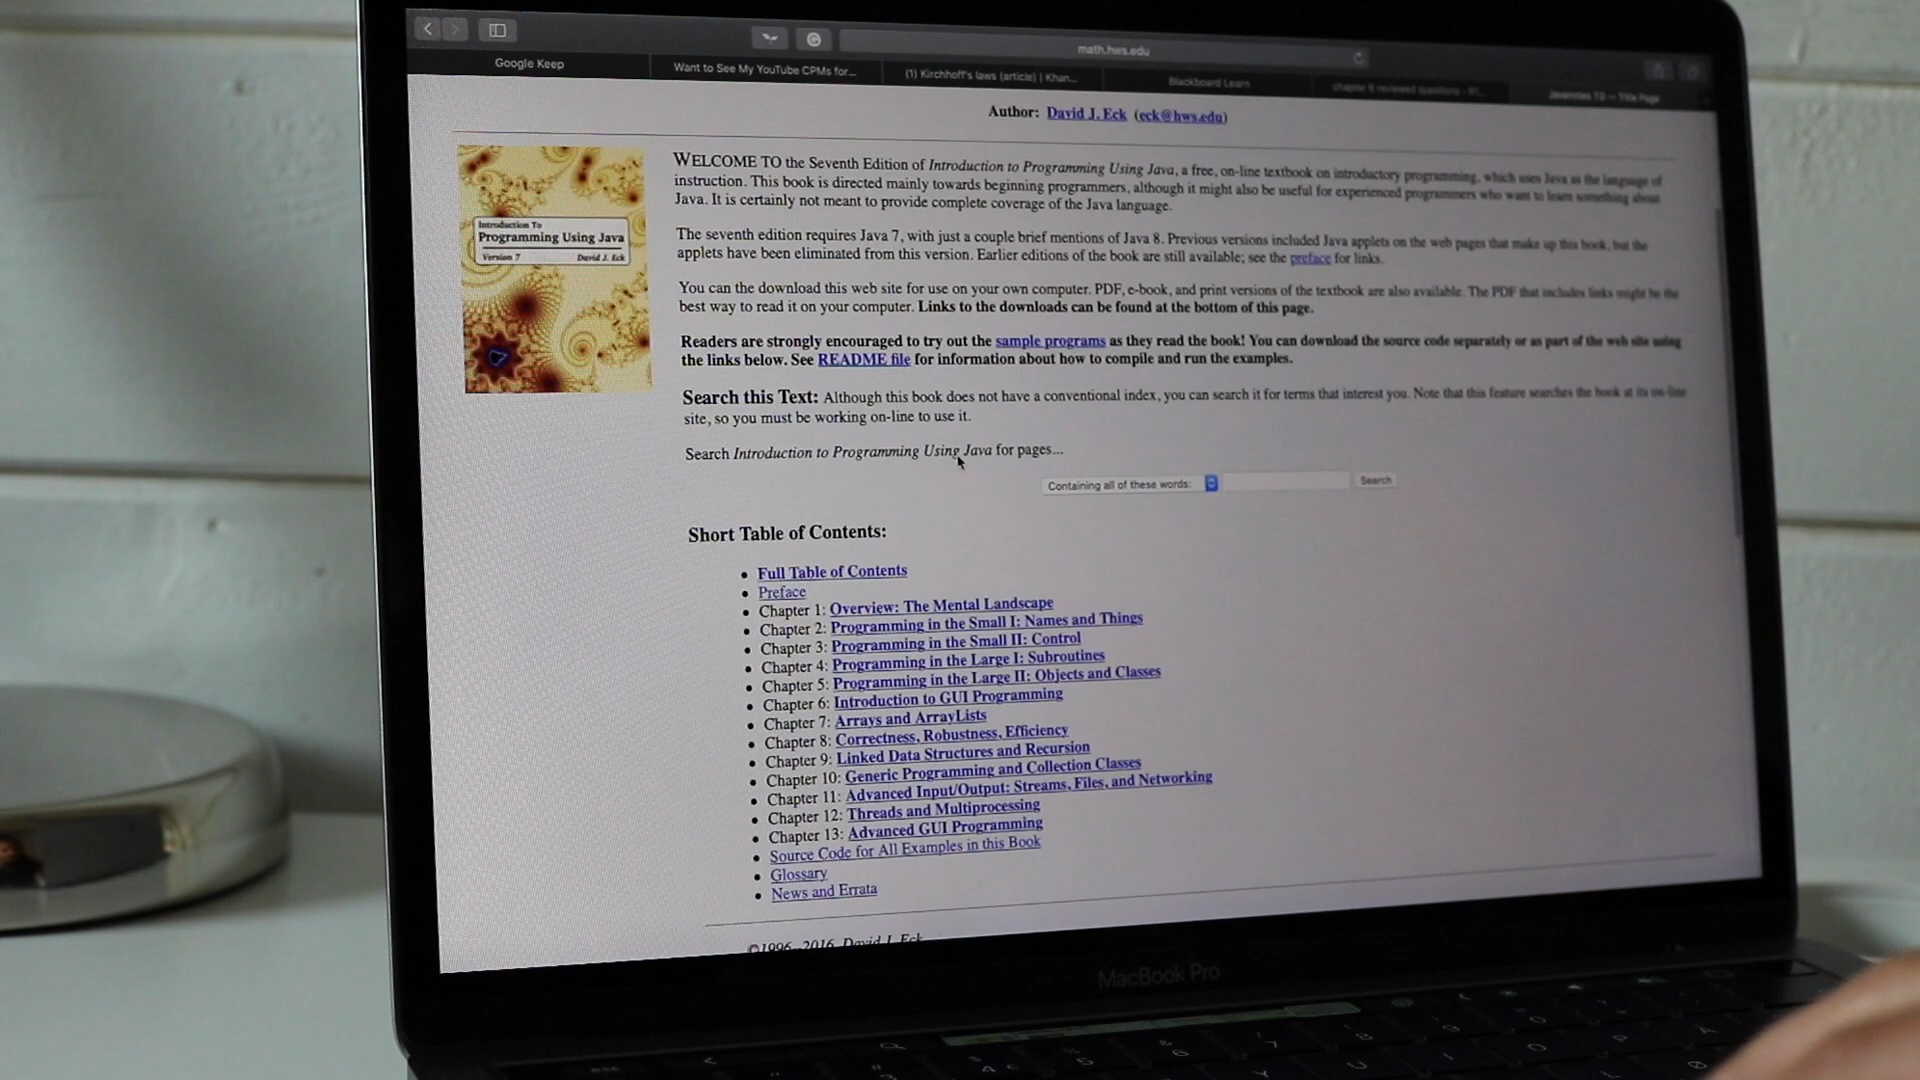 math.hws.edu
Google Keep
Want to See My YouTube CPMs for...
(1) Kirchhoff's laws (article) | Khan...
Blackboard Learn
chapter 6 reviewed questions
Javanotes 7.0 — Title Page
Author: David J. Eck (eck@hws.edu)
Introduction To
Programming Using Java
Version 7 David J. Eck
WELCOME TO the Seventh Edition of Introduction to Programming Using Java, a free, on-line textbook on introductory programming, which uses Java as the language of
instruction. This book is directed mainly towards beginning programmers, although it might also be useful for experienced programmers who want to learn something about
Java. It is certainly not meant to provide complete coverage of the Java language.
The seventh edition requires Java 7, with just a couple brief mentions of Java 8. Previous versions included Java applets on the web pages that make up this book, but the
applets have been eliminated from this version. Earlier editions of the book are still available; see the preface for links.
You can the download this web site for use on your own computer. PDF, e-book, and print versions of the textbook are also available. The PDF that includes links might be the
best way to read it on your computer. Links to the downloads can be found at the bottom of this page.
Readers are strongly encouraged to try out the sample programs as they read the book! You can download the source code separately or as part of the web site using
the links below. See README file for information about how to compile and run the examples.
Search this Text: Although this book does not have a conventional index, you can search it for terms that interest you. Note that this feature searches the book at its on-line
site, so you must be working on-line to use it.
Search Introduction to Programming Using Java for pages...
Containing all of these words: Search
Short Table of Contents:
• Full Table of Contents
• Preface
• Chapter 1: Overview: The Mental Landscape
• Chapter 2: Programming in the Small I: Names and Things
• Chapter 3: Programming in the Small II: Control
• Chapter 4: Programming in the Large I: Subroutines
• Chapter 5: Programming in the Large II: Objects and Classes
• Chapter 6: Introduction to GUI Programming
• Chapter 7: Arrays and ArrayLists
• Chapter 8: Correctness, Robustness, Efficiency
• Chapter 9: Linked Data Structures and Recursion
• Chapter 10: Generic Programming and Collection Classes
• Chapter 11: Advanced Input/Output: Streams, Files, and Networking
• Chapter 12: Threads and Multiprocessing
• Chapter 13: Advanced GUI Programming
• Source Code for All Examples in this Book
• Glossary
• News and Errata
©1996–2016, David J. Eck
MacBook Pro